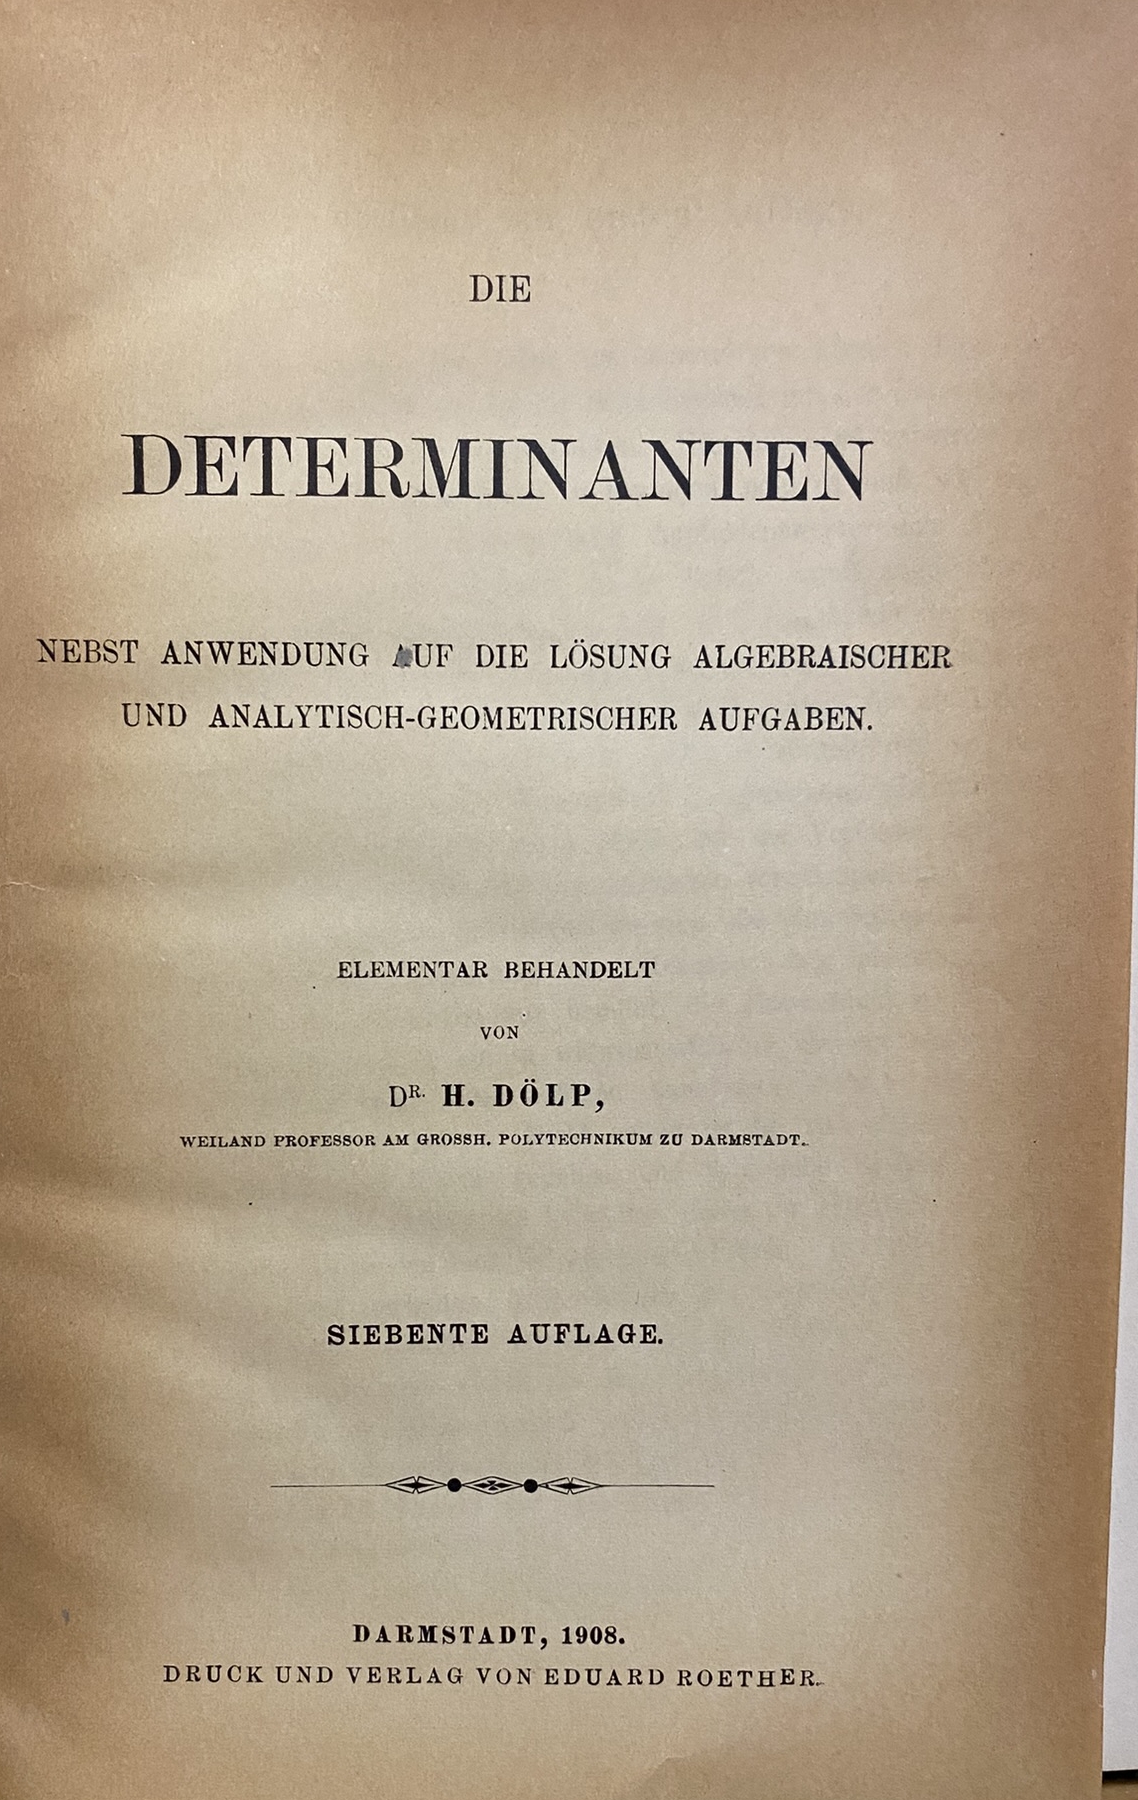 DIE
DETERMINANTEN
NEBST ANWENDUNG AUF DIE LÖSUNG ALGEBRAISCHER
UND ANALYTISCH-GEOMETRISCHER AUFGABEN.
ELEMENTAR BEHANDELT
VON
DR. H. DÖLP,
WEILAND PROFESSOR AM GROSSH. POLYTECHNIKUM ZU DARMSTADT.
SIEBENTE AUFLAGE.
DARMSTADT, 1908.
DRUCK UND VERLAG VON EDUARD ROETHER.